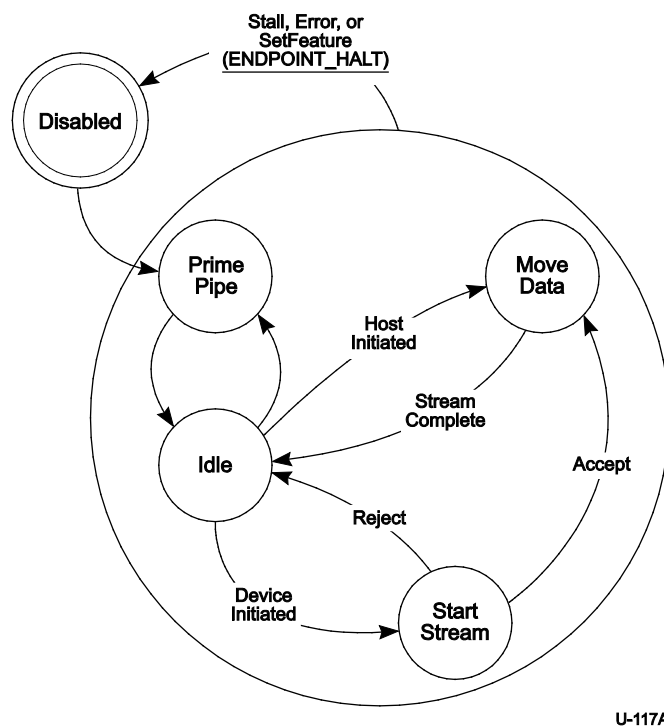 Stall, Error, or
SetFeature
(ENDPOINT_HALT)
Disabled
Prime
Pipe
Move
Data
Host
Initiated
Stream
Complete
Idle
Accept
Reject
Device
Initiated
Start
Stream
U-117A